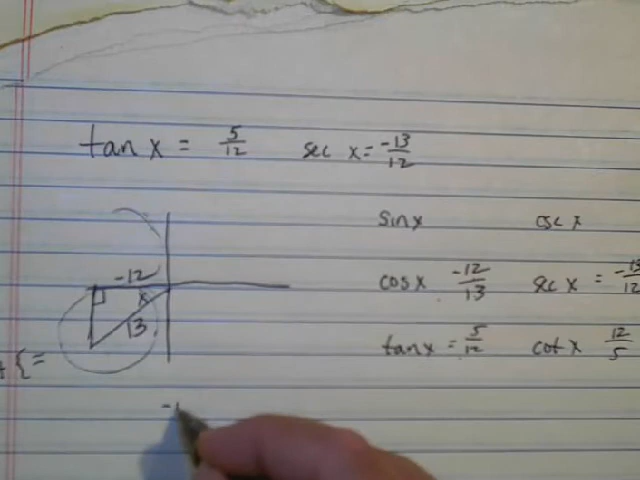 tan x = 5/12 sec x = -13/12
sin x csc x
-12
cos x -12/13 sec x = -13/12
x
13
tan x = 5/12 cot x 12/5
{=